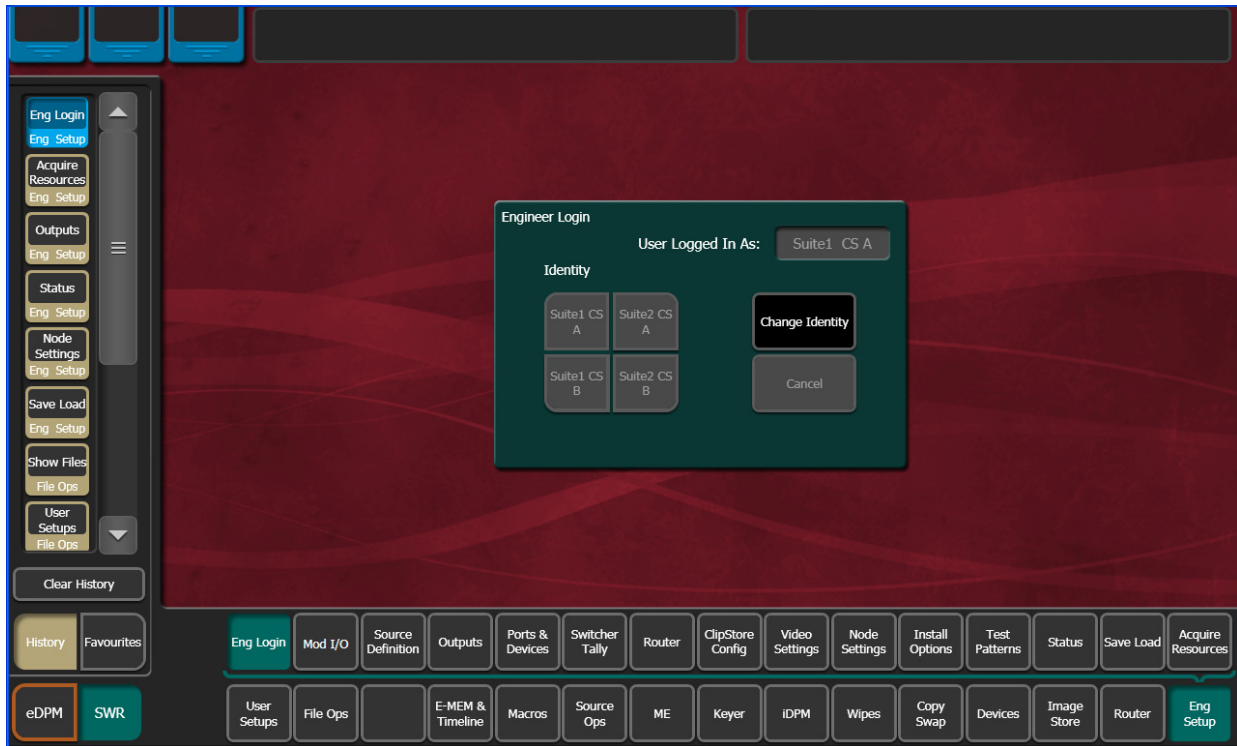 Eng Login
Eng Setup
Acquire
Resources
Eng Setup
Outputs
Eng Setup
Status
Eng Setup
Node
Settings
Eng Setup
Save Load
Eng Setup
Show Files
File Ops
User
Setups
File Ops
Clear History
History
Favourites
eDPM
SWR
Engineer Login
User Logged In As:
Suite1 CS A
Identity
Suite1 CS
A
Suite2 CS
A
Change Identity
Suite1 CS
B
Suite2 CS
B
Cancel
Eng Login
Mod I/O
Source
Definition
Outputs
Ports &
Devices
Switcher
Tally
Router
ClipStore
Config
Video
Settings
Node
Settings
Install
Options
Test
Patterns
Status
Save Load
Acquire
Resources
User
Setups
File Ops
E-MEM &
Timeline
Macros
Source
Ops
ME
Keyer
iDPM
Wipes
Copy
Swap
Devices
Image
Store
Router
Eng
Setup